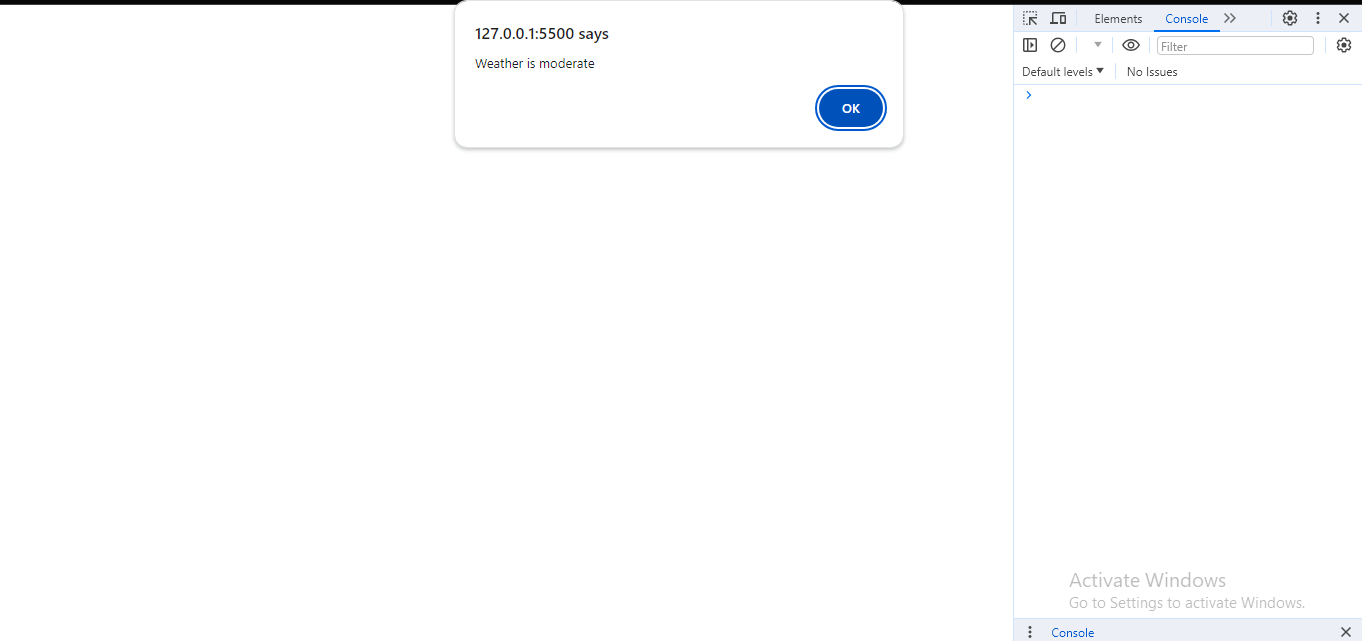 127.0.0.1:5500 says
Weather is moderate
OK
Elements
Console
Filter
Default levels
No Issues
Activate Windows
Go to Settings to activate Windows.
Console